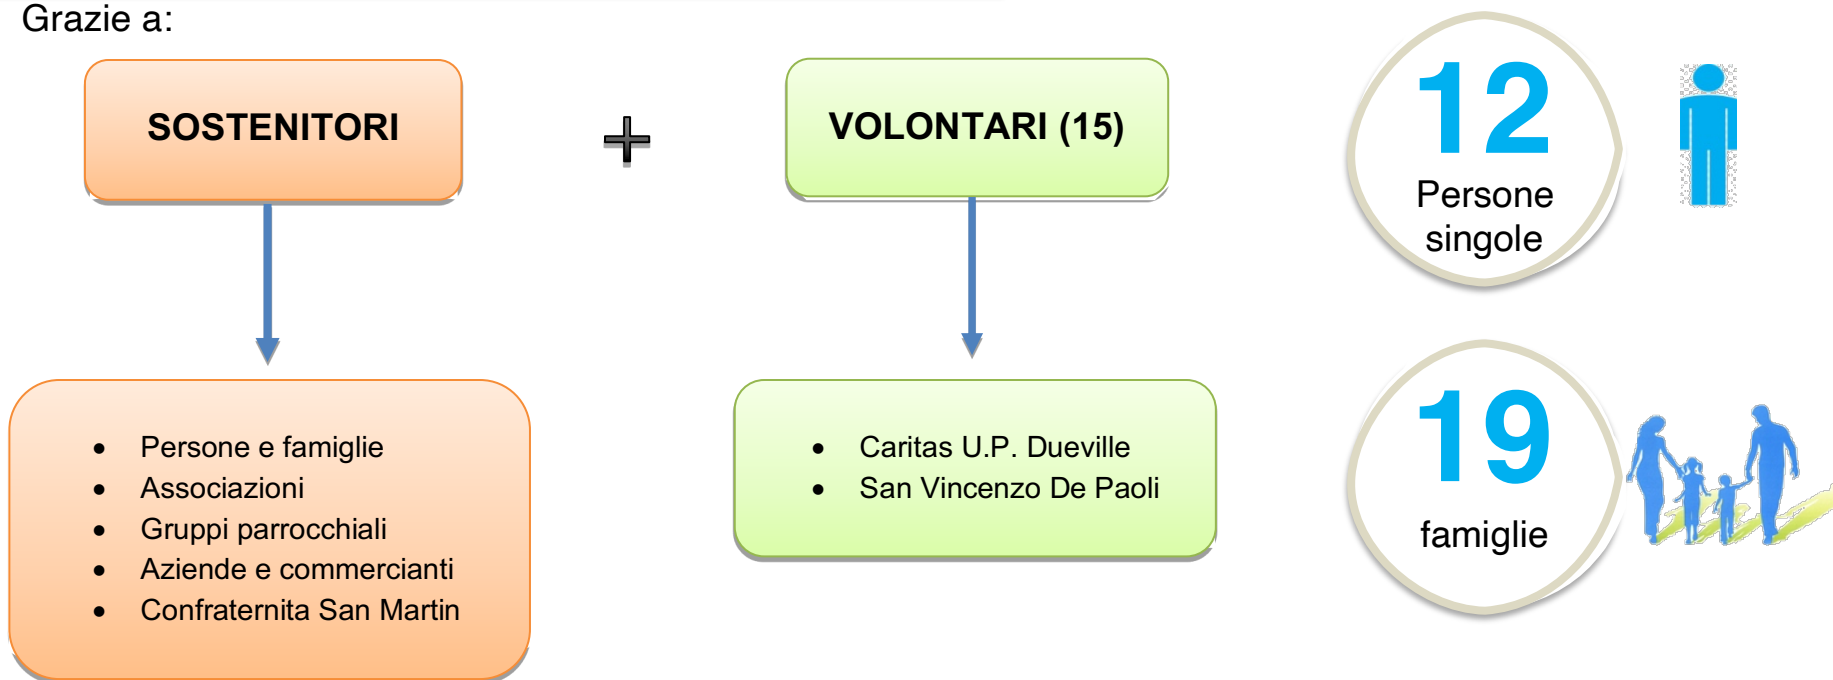 Grazie a:
SOSTENITORI
VOLONTARI (15)
• Persone e famiglie
• Associazioni
• Gruppi parrocchiali
• Aziende e commercianti
• Confraternita San Martin
• Caritas U.P. Dueville
• San Vincenzo De Paoli
12
Persone
singole
19
famiglie